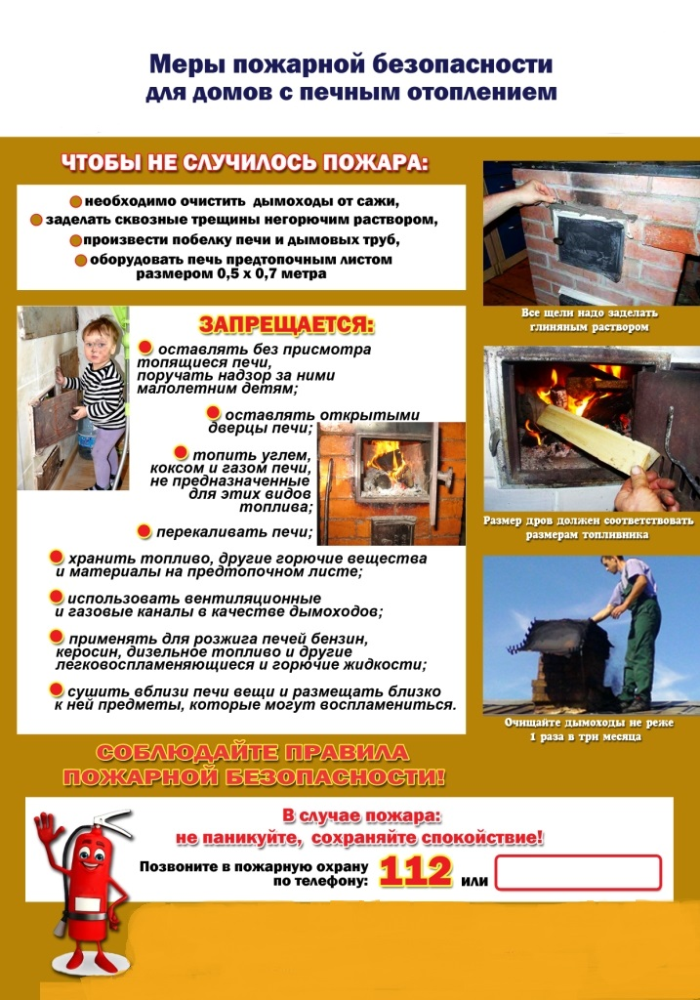 Меры пожарной безопасности
для домов с печным отоплением
ЧТОБЫ НЕ СЛУЧИЛОСЬ ПОЖАРА:
необходимо очистить дымоходы от сажи,
заделать сквозные трещины негорючим раствором,
произвести побелку печи и дымовых труб,
оборудовать печь предтопочным листом
размером 0,5 х 0,7 метра
Все щели надо заделать
глиняным раствором
ЗАПРЕЩАЕТСЯ:
оставлять без присмотра
топящиеся печи,
поручать надзор за ними
малолетним детям;
оставлять открытыми
дверцы печи;
топить углем,
коксом и газом печи,
не предназначенные
для этих видов
топлива;
перекаливать печи;
хранить топливо, другие горючие вещества
и материалы на предтопочном листе;
использовать вентиляционные
и газовые каналы в качестве дымоходов;
применять для розжига печей бензин,
керосин, дизельное топливо и другие
легковоспламеняющиеся и горючие жидкости;
сушить вблизи печи вещи и размещать близко
к ней предметы, которые могут воспламениться.
Размер дров должен соответствовать
размерам топливника
Очищайте дымоходы не реже
1 раза в три месяца
СОБЛЮДАЙТЕ ПРАВИЛА
ПОЖАРНОЙ БЕЗОПАСНОСТИ!
В случае пожара:
не паникуйте, сохраняйте спокойствие!
Позвоните в пожарную охрану
по телефону: 112 или